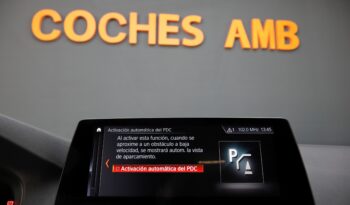 COCHES AMB
Activación automática del PDC
1 102.0 MHz 13:45
Al activar esta función, cuando se
aproxime a un obstáculo a baja
velocidad, se mostrará autom. la vista
de aparcamiento.
P
Activación automática del PDC